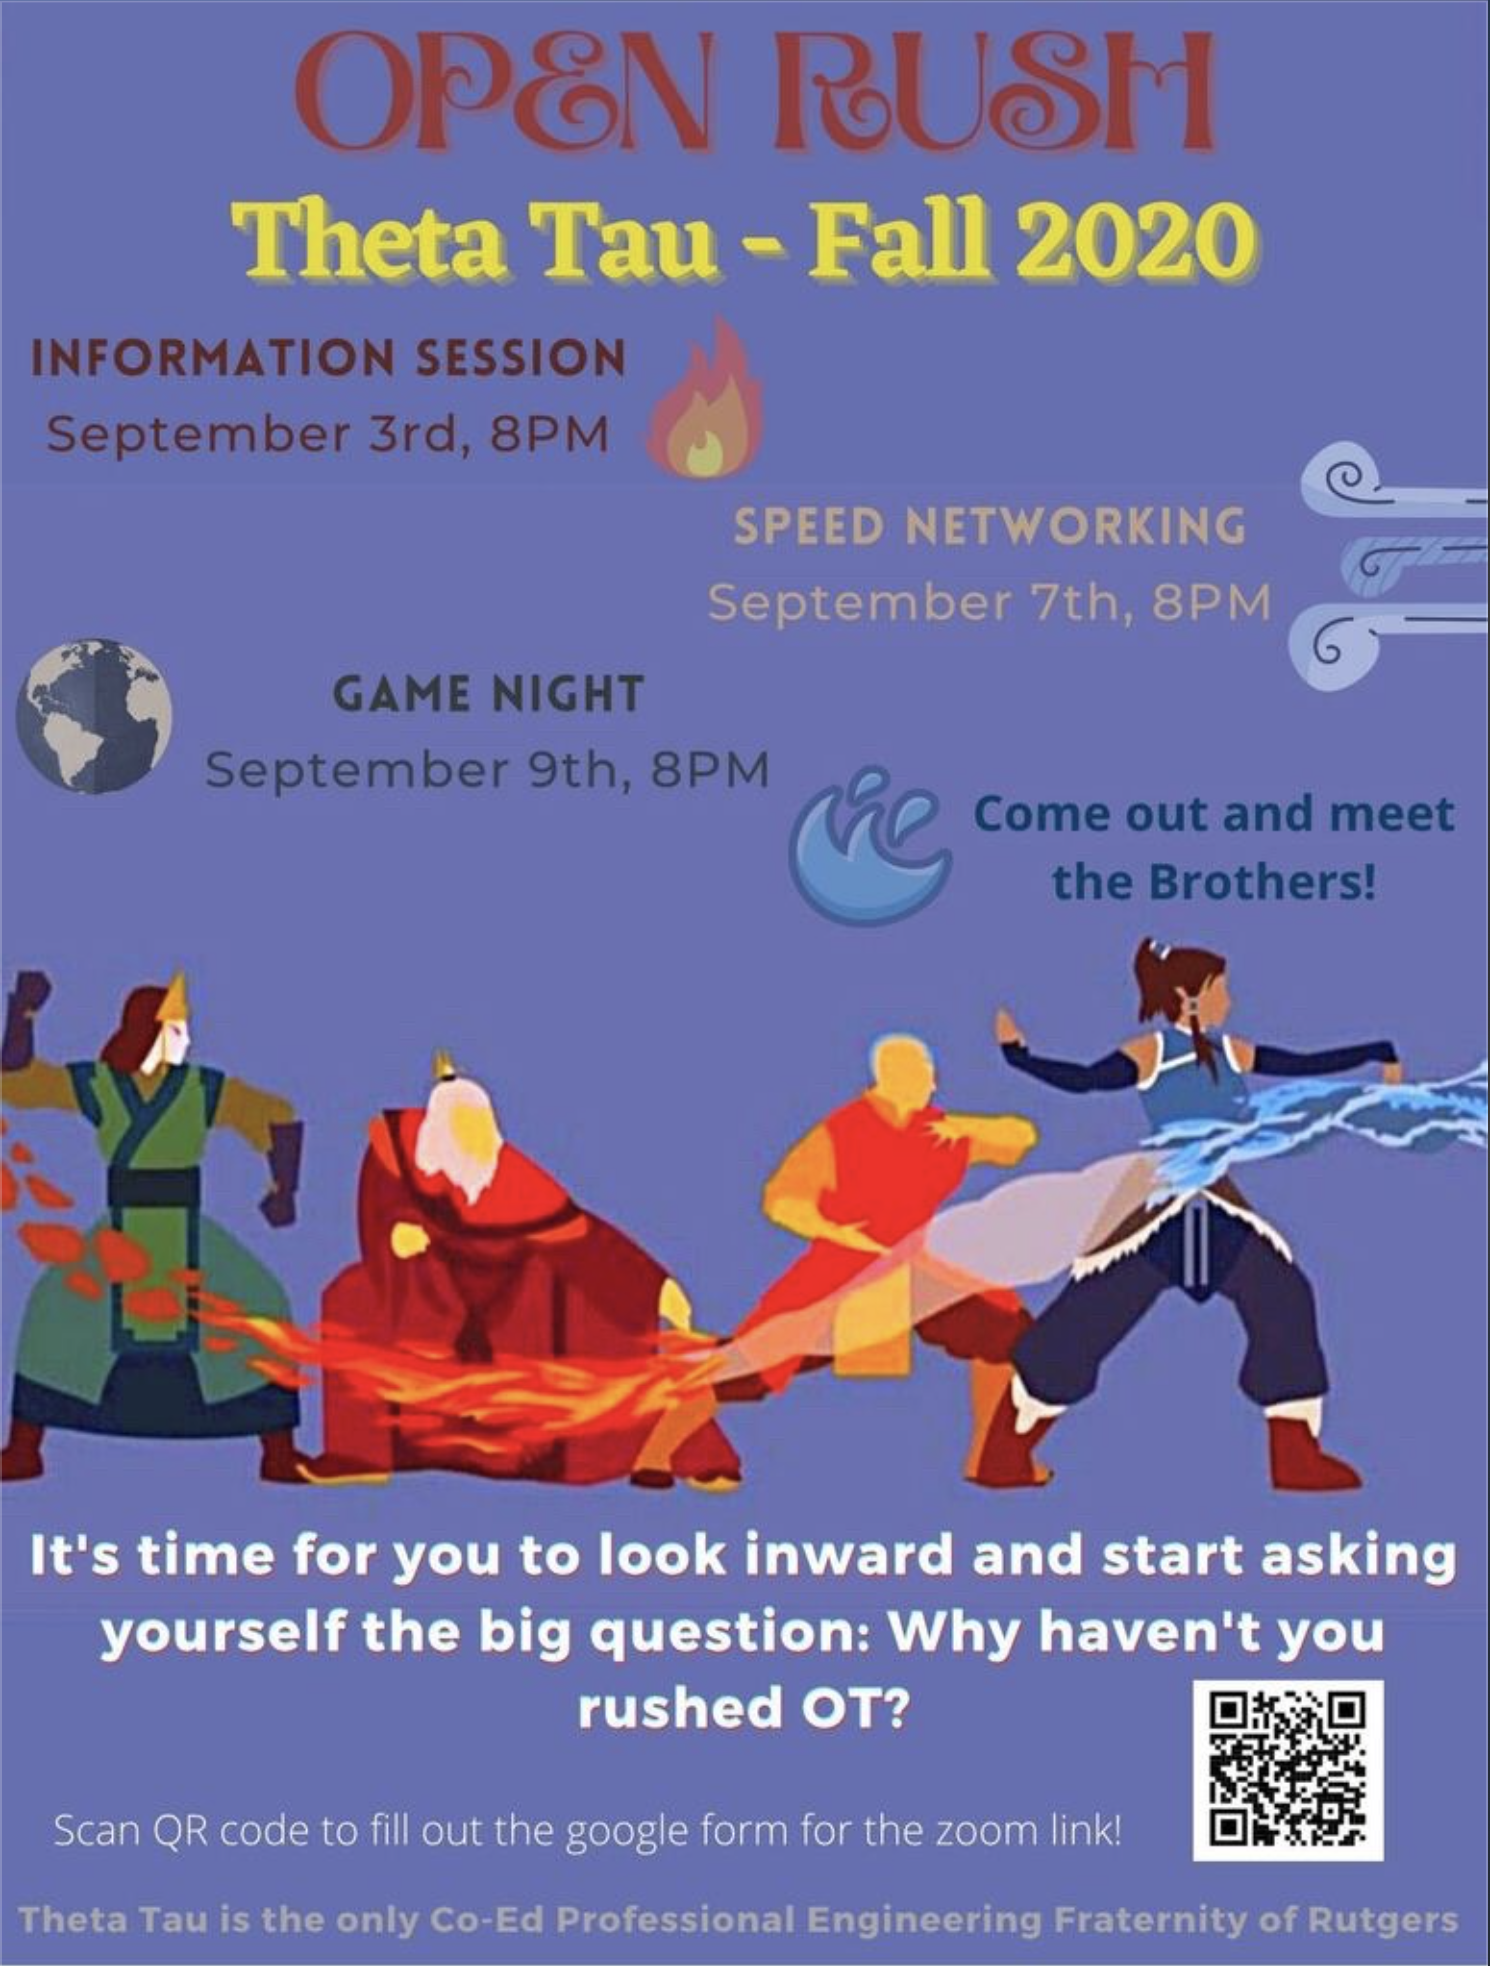 OPEN RUSH
Theta Tau - Fall 2020
INFORMATION SESSION
September 3rd, 8PM
SPEED NETWORKING
September 7th, 8PM
GAME NIGHT
September 9th, 8PM
Come out and meet
the Brothers!
It's time for you to look inward and start asking
yourself the big question: Why haven't you
rushed OT?
Scan QR code to fill out the google form for the zoom link!
Theta Tau is the only Co-Ed Professional Engineering Fraternity of Rutgers